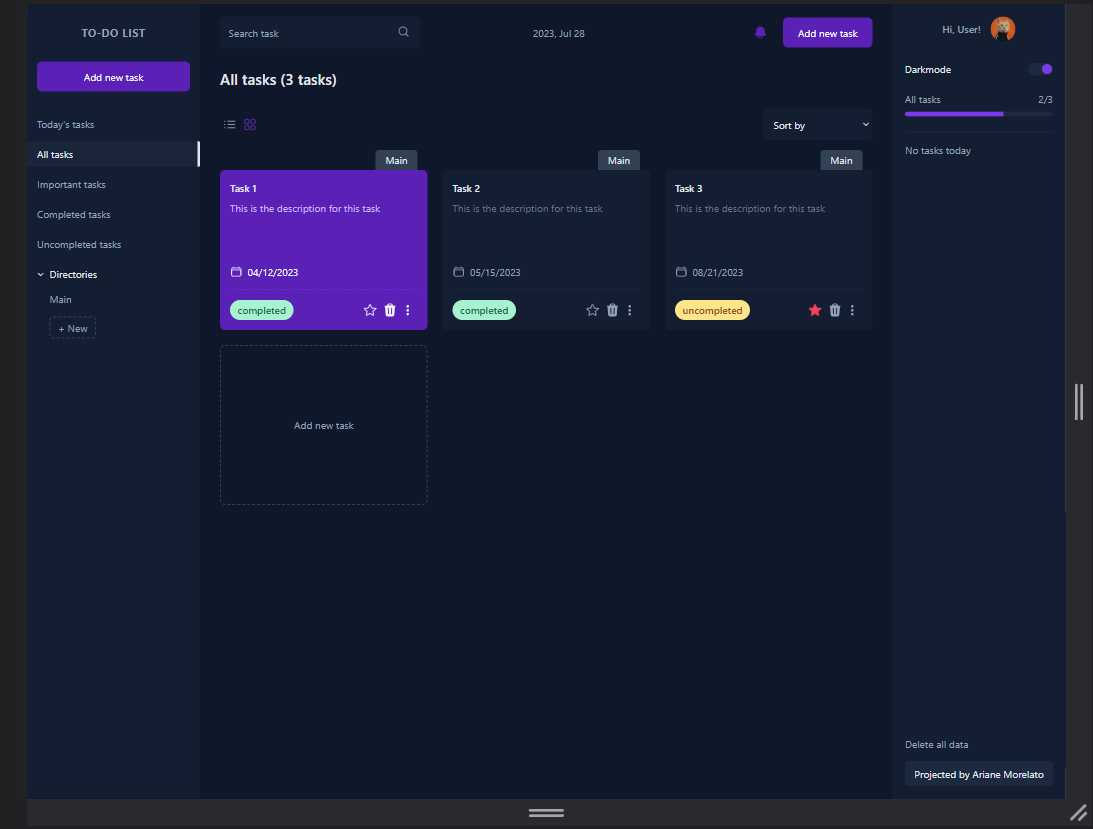 TO-DO LIST
Add new task
Today's tasks
All tasks
Important tasks
Completed tasks
Uncompleted tasks
Directories
Main
+ New
Search task
2023, Jul 28
Add new task
All tasks (3 tasks)
Sort by
Main
Task 1
This is the description for this task
04/12/2023
completed
Main
Task 2
This is the description for this task
05/15/2023
completed
Main
Task 3
This is the description for this task
08/21/2023
uncompleted
Add new task
Hi, User!
Darkmode
All tasks 2/3
No tasks today
Delete all data
Projected by Ariane Morelato